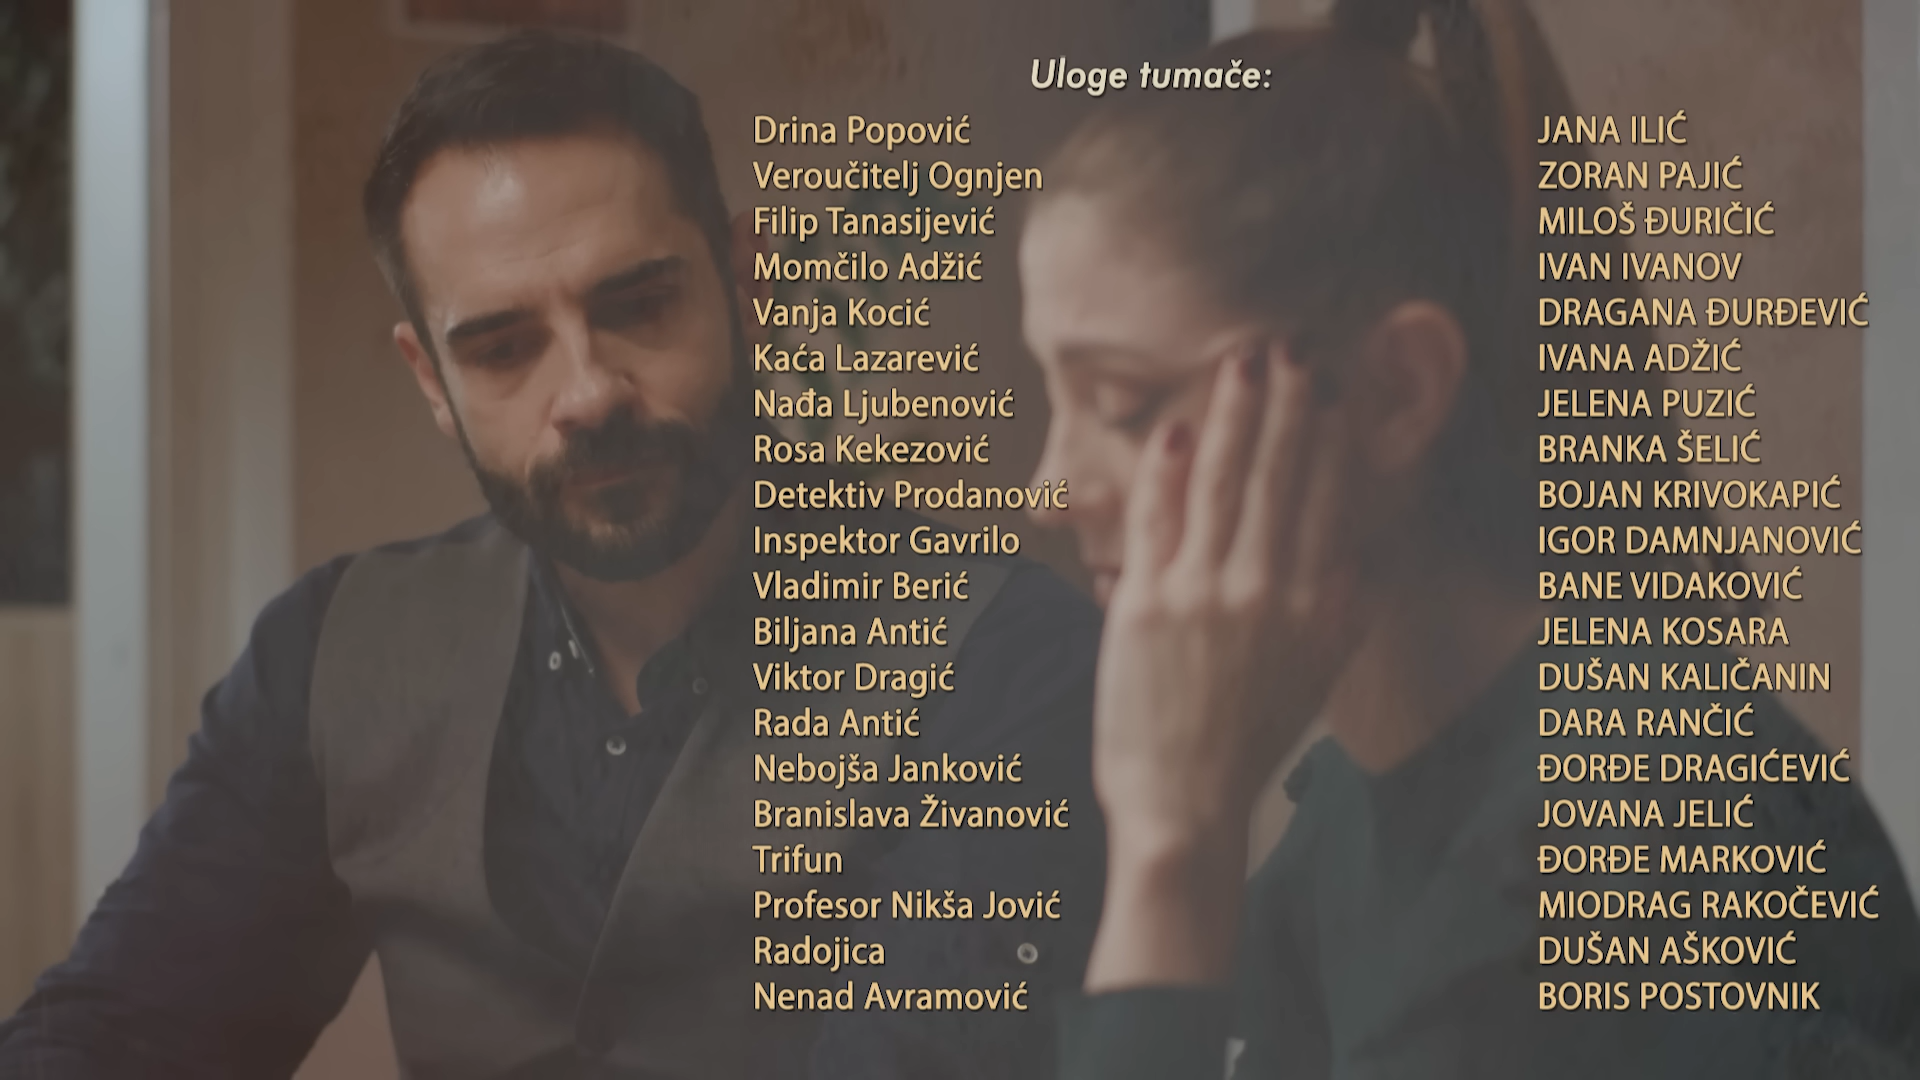 Uloge tumače:
Drina Popović JANA ILIĆ
Veroučitelj Ognjen ZORAN PAJIĆ
Filip Tanasijević MILOŠ ĐURIČIĆ
Momčilo Adžić IVAN IVANOV
Vanja Kocić DRAGANA ĐURĐEVIĆ
Kaća Lazarević IVANA ADŽIĆ
Nađa Ljubenović JELENA PUZIĆ
Rosa Kekezović BRANKA ŠELIĆ
Detektiv Prodanović BOJAN KRIVOKAPIĆ
Inspektor Gavrilo IGOR DAMNJANOVIĆ
Vladimir Berić BANE VIDAKOVIĆ
Biljana Antić JELENA KOSARA
Viktor Dragić DUŠAN KALIČANIN
Rada Antić DARA RANČIĆ
Nebojša Janković ĐORĐE DRAGIĆEVIĆ
Branislava Živanović JOVANA JELIĆ
Trifun ĐORĐE MARKOVIĆ
Profesor Nikša Jović MIODRAG RAKOČEVIĆ
Radojica DUŠAN AŠKOVIĆ
Nenad Avramović BORIS POSTOVNIK